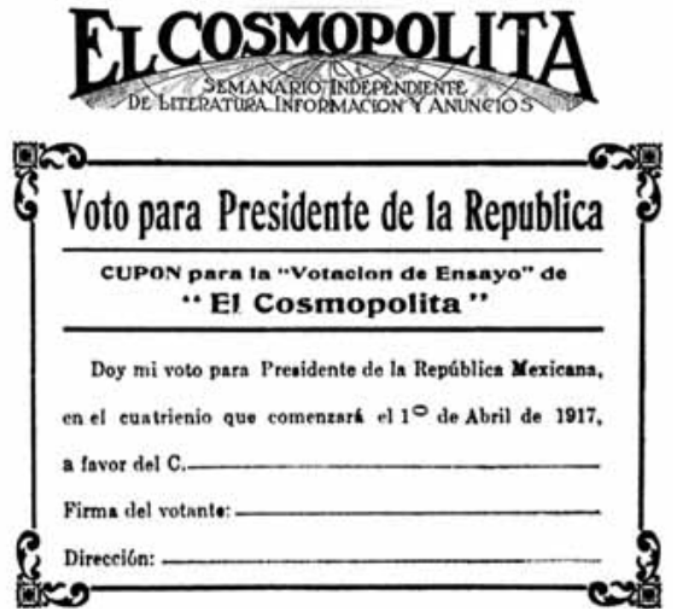 EL COSMOPOLITA
SEMANARIO INDEPENDIENTE
DE LITERATURA INFORMACION Y ANUNCIOS
Voto para Presidente de la Republica
CUPON para la "Votacion de Ensayo" de
"El Cosmopolita"
Doy mi voto para Presidente de la República Mexicana,
en el cuatrienio que comenzará el 1º de Abril de 1917,
a favor del C.
Firma del votante:
Dirección: